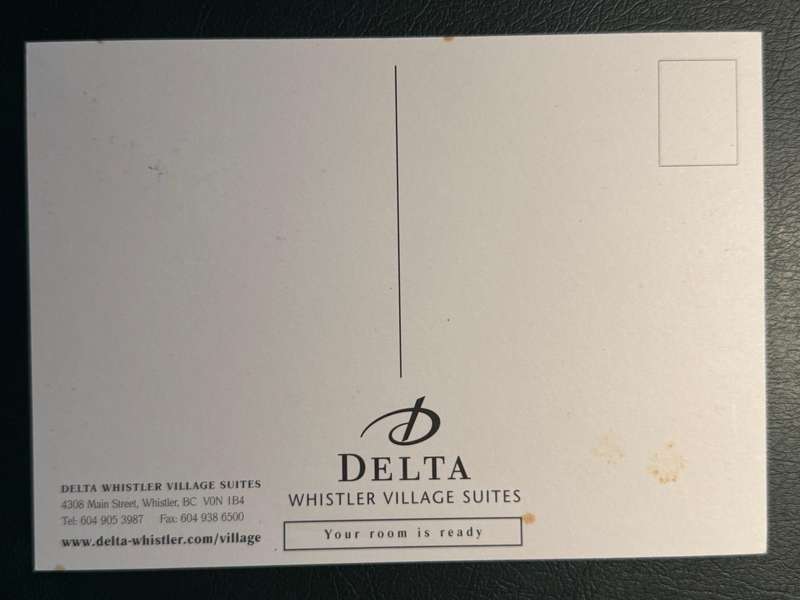 DELTA
WHISTLER VILLAGE SUITES
Your room is ready
DELTA WHISTLER VILLAGE SUITES
4308 Main Street, Whistler, BC V0N 1B4
Tel: 604 905 3987 Fax: 604 938 6500
www.delta-whistler.com/village